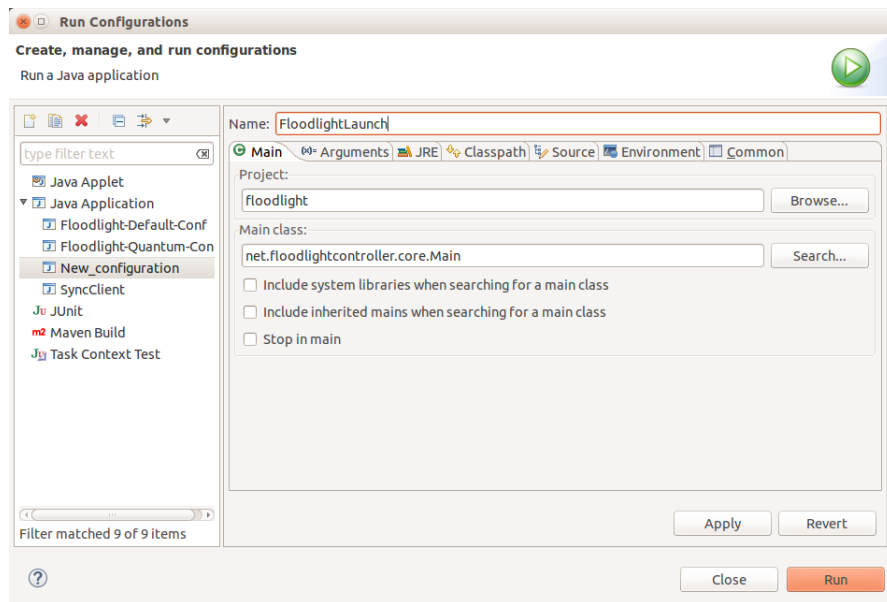 Run Configurations
Create, manage, and run configurations
Run a Java application
type filter text
Java Applet
Java Application
Floodlight-Default-Conf
Floodlight-Quantum-Con
New_configuration
SyncClient
Ju JUnit
m2 Maven Build
Ju Task Context Test
Filter matched 9 of 9 items
Name: FloodlightLaunch
Main (x)= Arguments JRE Classpath Source Environment Common
Project:
floodlight Browse...
Main class:
net.floodlightcontroller.core.Main Search...
Include system libraries when searching for a main class
Include inherited mains when searching for a main class
Stop in main
Apply Revert
? Close Run